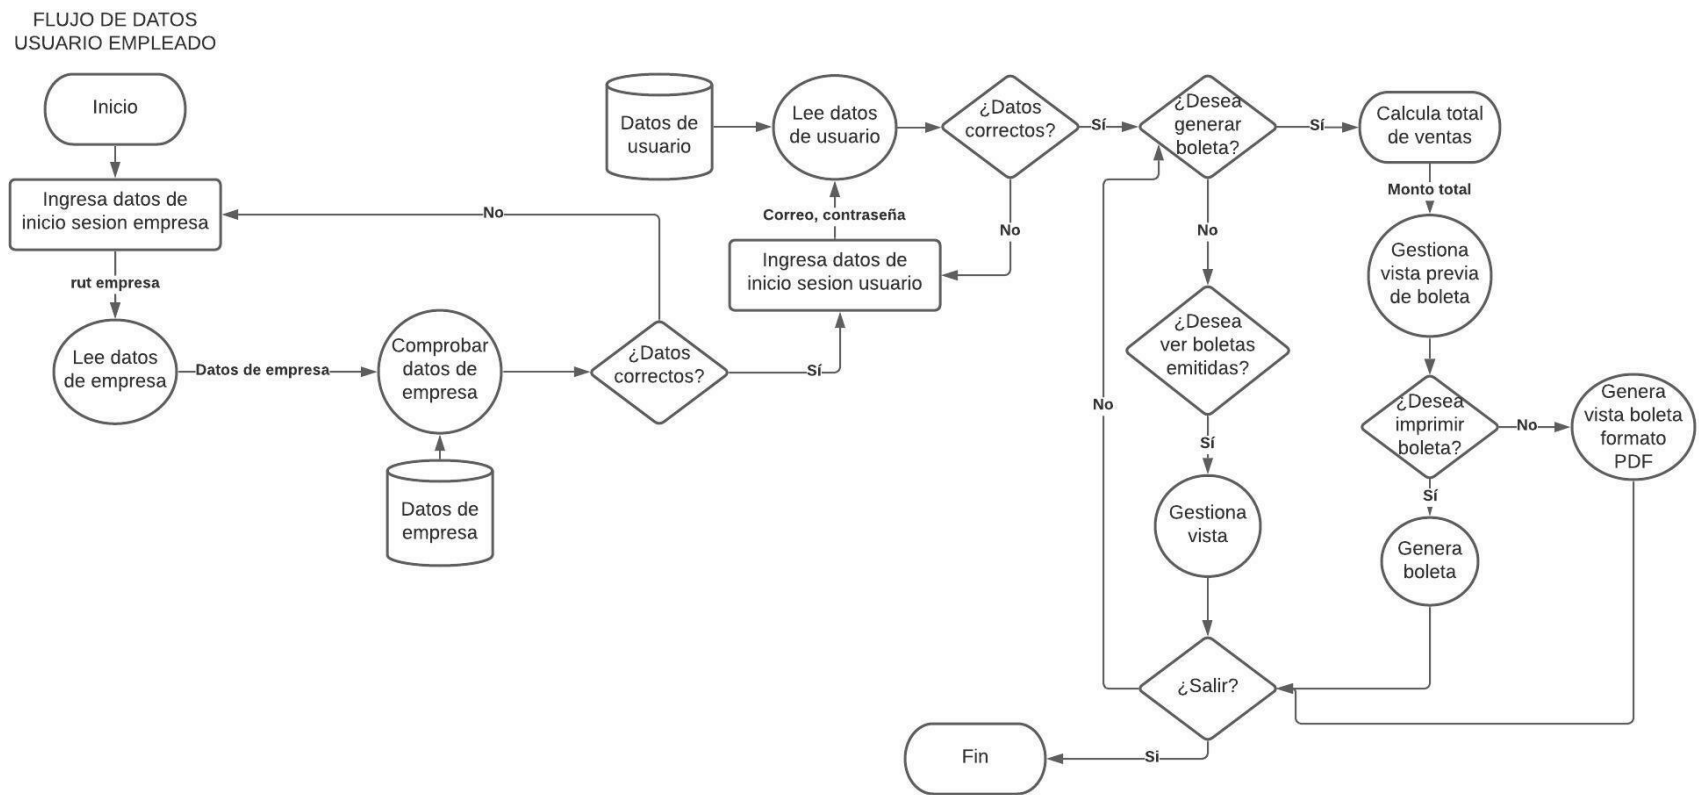 FLUJO DE DATOS
USUARIO EMPLEADO
Inicio
Ingresa datos de
inicio sesion empresa
rut empresa
Lee datos
de empresa
Datos de empresa
Comprobar
datos de
empresa
Datos de
empresa
¿Datos
correctos?
No
Sí
Ingresa datos de
inicio sesion usuario
Correo, contraseña
Datos de
usuario
Lee datos
de usuario
¿Datos
correctos?
No
Sí
¿Desea
generar
boleta?
Sí
No
Calcula total
de ventas
Monto total
Gestiona
vista previa
de boleta
¿Desea
imprimir
boleta?
No
Genera
vista boleta
formato
PDF
Sí
Genera
boleta
¿Desea
ver boletas
emitidas?
Sí
Gestiona
vista
¿Salir?
No
Si
Fin